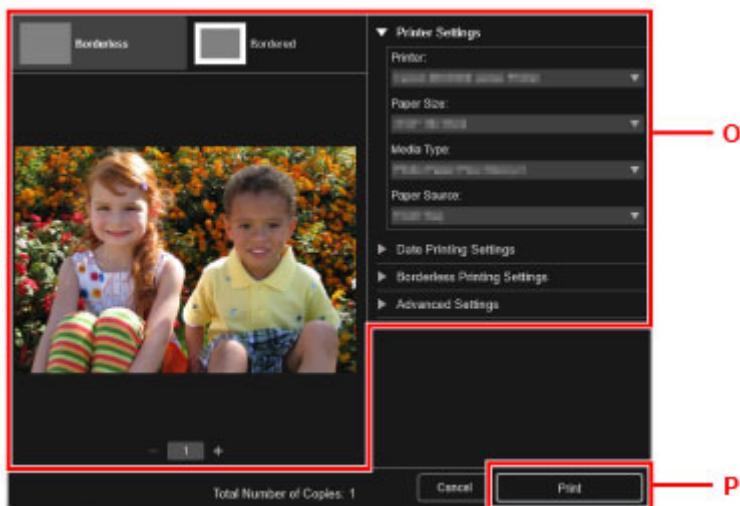 Borderless
Bordered
Printer Settings
Printer:
Paper Size:
Media Type:
Paper Source:
Date Printing Settings
Borderless Printing Settings
Advanced Settings
O
- 1 +
Total Number of Copies: 1
Cancel
Print
P